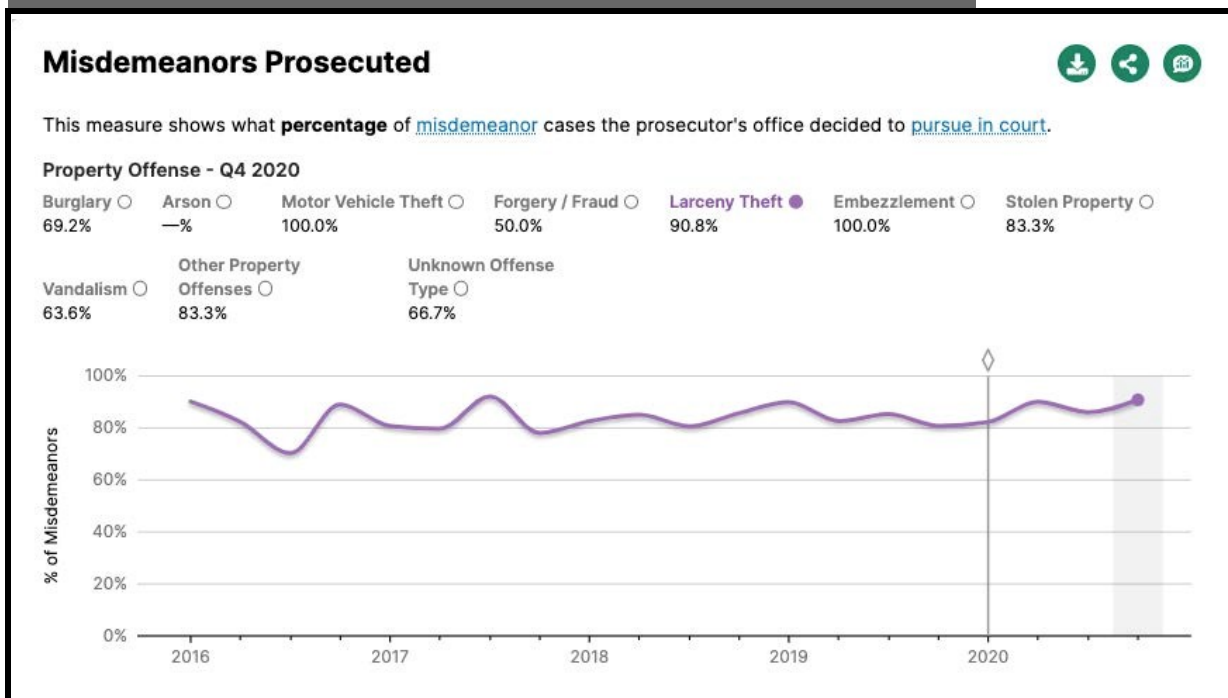 Misdemeanors Prosecuted
This measure shows what percentage of misdemeanor cases the prosecutor's office decided to pursue in court.
Property Offense - Q4 2020
Burglary Arson Motor Vehicle Theft Forgery / Fraud Larceny Theft Embezzlement Stolen Property
69.2% —% 100.0% 50.0% 90.8% 100.0% 83.3%
Other Property Unknown Offense
Vandalism Offenses Type
63.6% 83.3% 66.7%
100%
80%
60%
40%
20%
0%
% of Misdemeanors
2016 2017 2018 2019 2020